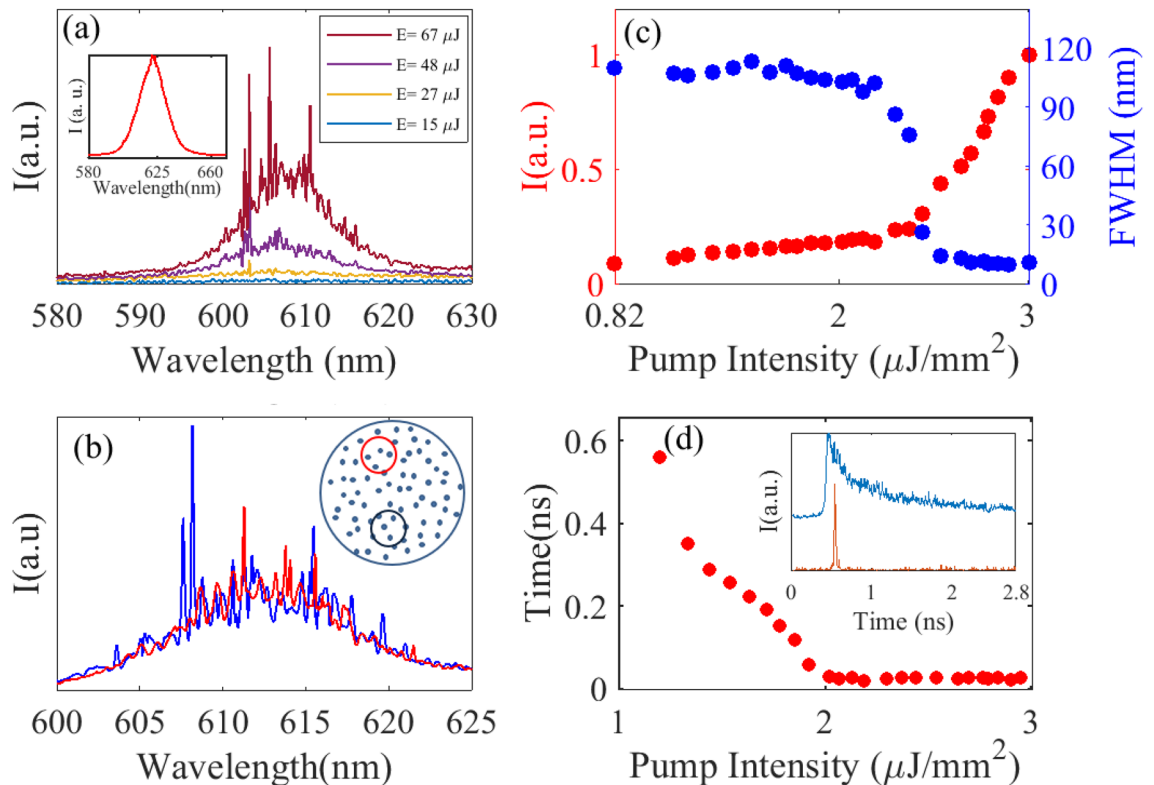 (a)
E= 67 μJ
E= 48 μJ
E= 27 μJ
E= 15 μJ
I (a. u.)
580 625 660
Wavelength(nm)
I(a.u.)
580 590 600 610 620 630
Wavelength (nm)
(c)
1
0.5
0
I(a.u.)
120
90
60
30
0
FWHM (nm)
0.82 2 3
Pump Intensity (μJ/mm²)
(b)
I(a.u)
600 605 610 615 620 625
Wavelength(nm)
(d)
0.6
0.4
0.2
0
Time(ns)
I(a.u.)
0 1 2 2.8
Time (ns)
1 2 3
Pump Intensity (μJ/mm²)